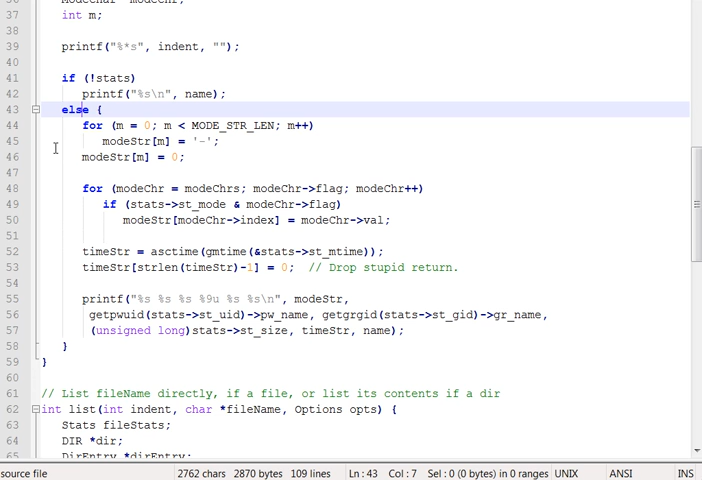 36 ModeChar *modeChr;
37 int m;
38
39 printf("%*s", indent, "");
40
41 if (!stats)
42 printf("%s\n", name);
43 else {
44 for (m = 0; m < MODE_STR_LEN; m++)
45 modeStr[m] = '-';
46 modeStr[m] = 0;
47
48 for (modeChr = modeChrs; modeChr->flag; modeChr++)
49 if (stats->st_mode & modeChr->flag)
50 modeStr[modeChr->index] = modeChr->val;
51
52 timeStr = asctime(gmtime(&stats->st_mtime));
53 timeStr[strlen(timeStr)-1] = 0; // Drop stupid return.
54
55 printf("%s %s %s %9u %s %s\n", modeStr,
56 getpwuid(stats->st_uid)->pw_name, getgrgid(stats->st_gid)->gr_name,
57 (unsigned long)stats->st_size, timeStr, name);
58 }
59 }
60
61 // List fileName directly, if a file, or list its contents if a dir
62 int list(int indent, char *fileName, Options opts) {
63 Stats fileStats;
64 DIR *dir;
65 DirEntry *dirEntry;
source file 2762 chars 2870 bytes 109 lines Ln : 43 Col : 7 Sel : 0 (0 bytes) in 0 ranges UNIX ANSI INS